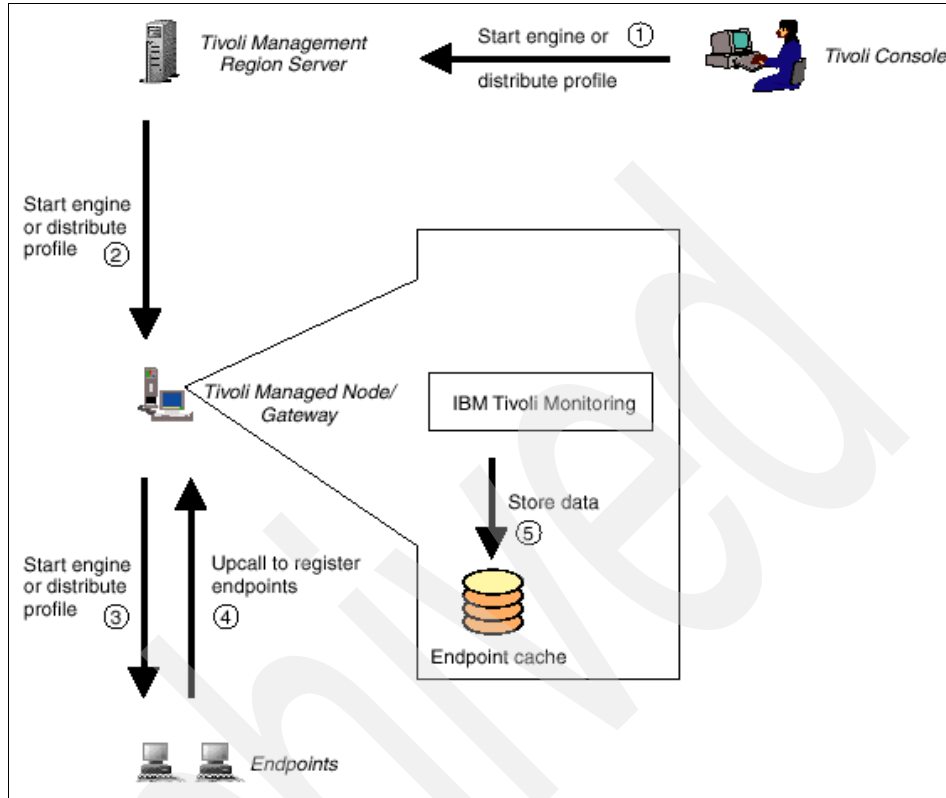 Tivoli Management
Region Server
Start engine or ①
distribute profile
Tivoli Console
Start engine
or distribute
profile ②
Tivoli Managed Node/
Gateway
IBM Tivoli Monitoring
Store data
⑤
Endpoint cache
Start engine
or distribute
profile ③
Upcall to register
endpoints ④
Endpoints